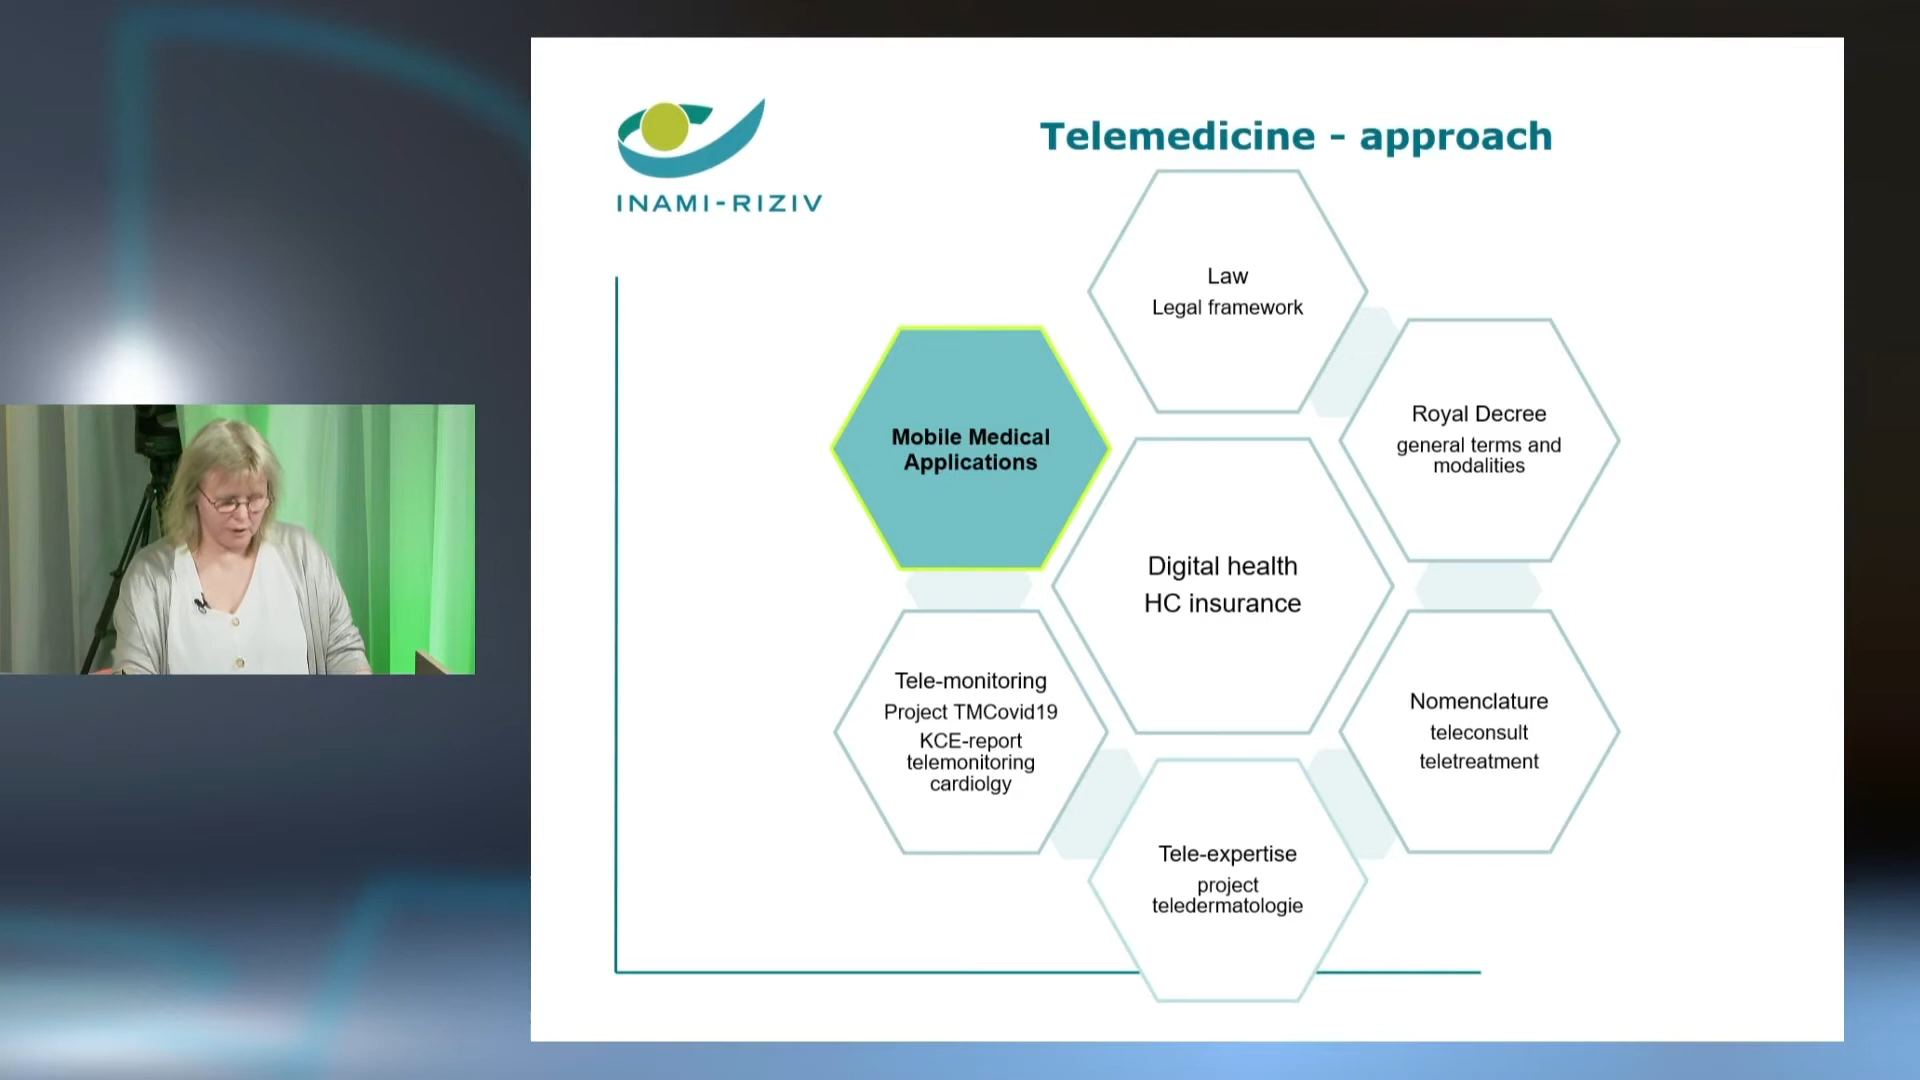 INAMI-RIZIV
Telemedicine - approach
Law
Legal framework
Royal Decree
general terms and
modalities
Mobile Medical
Applications
Digital health
HC insurance
Tele-monitoring
Project TMCovid19
KCE-report
telemonitoring
cardiolgy
Nomenclature
teleconsult
teletreatment
Tele-expertise
project
teledermatologie